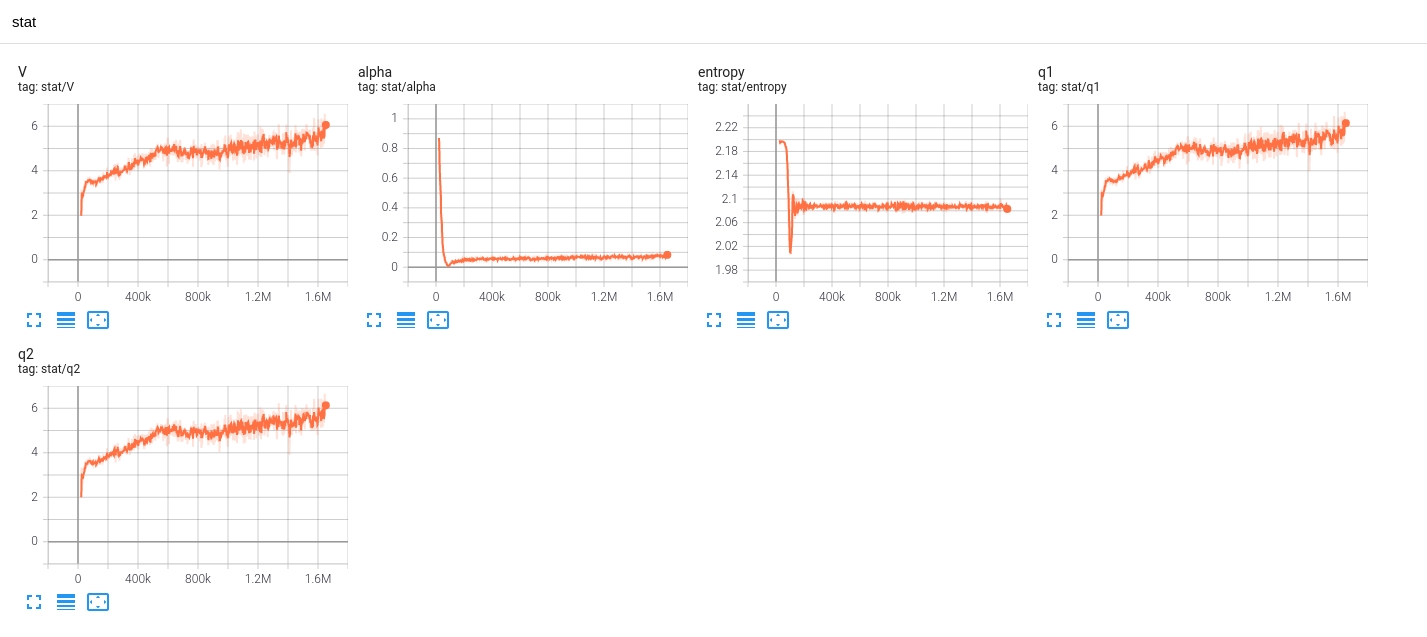 stat
V
tag: stat/V
6
4
2
0
0 400k 800k 1.2M 1.6M
alpha
tag: stat/alpha
1
0.8
0.6
0.4
0.2
0
0 400k 800k 1.2M 1.6M
entropy
tag: stat/entropy
2.22
2.18
2.14
2.1
2.06
2.02
1.98
0 400k 800k 1.2M 1.6M
q1
tag: stat/q1
6
4
2
0
0 400k 800k 1.2M 1.6M
q2
tag: stat/q2
6
4
2
0
0 400k 800k 1.2M 1.6M